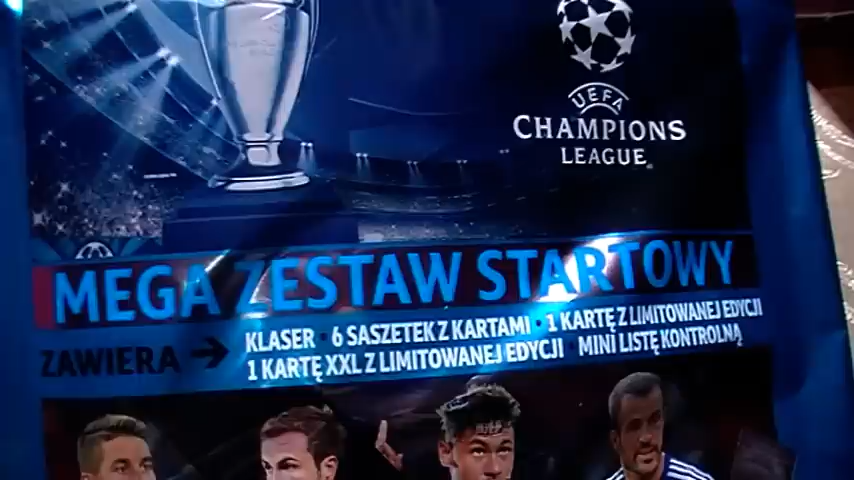 UEFA
CHAMPIONS
LEAGUE
MEGA ZESTAW STARTOWY
ZAWIERA → KLASER · 6 SASZETEK Z KARTAMI · 1 KARTĘ Z LIMITOWANEJ EDYCJI
1 KARTĘ XXL Z LIMITOWANEJ EDYCJI · MINI LISTĘ KONTROLNĄ